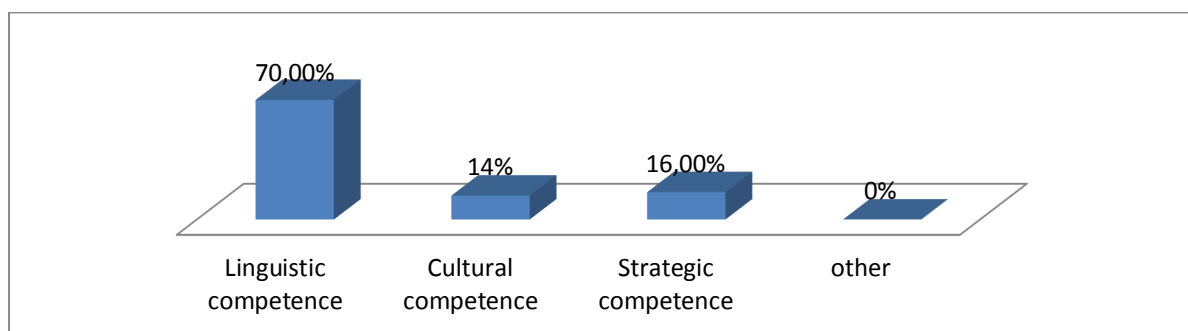 70,00%
14%
16,00%
0%
Linguistic competence
Cultural competence
Strategic competence
other